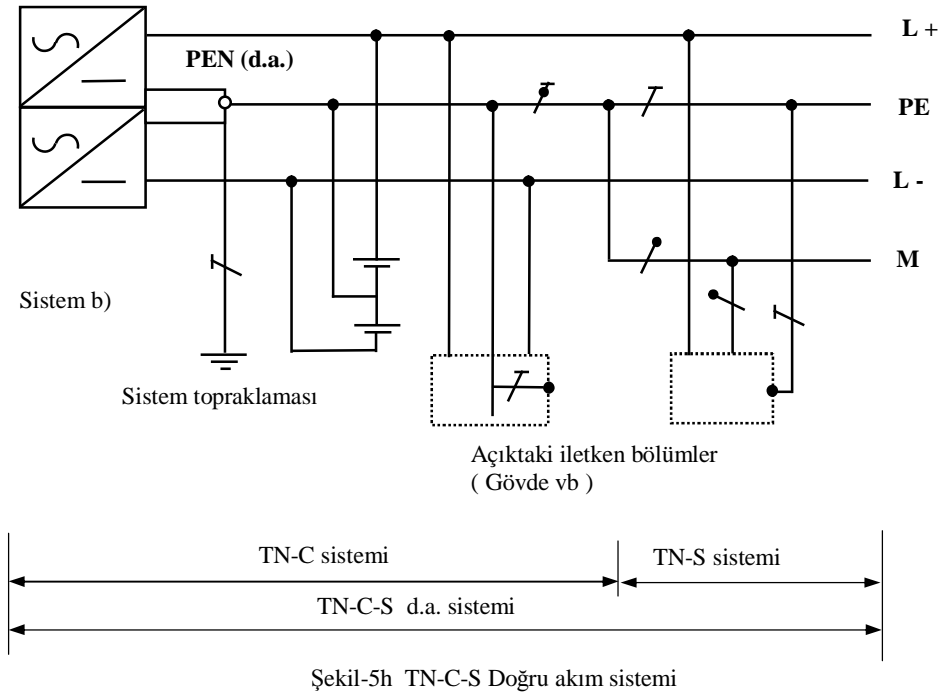 L +
PEN (d.a.)
PE
L -
M
Sistem b)
Sistem topraklaması
Açıktaki iletken bölümler
( Gövde vb )
TN-C sistemi
TN-S sistemi
TN-C-S d.a. sistemi
Şekil-5h TN-C-S Doğru akım sistemi